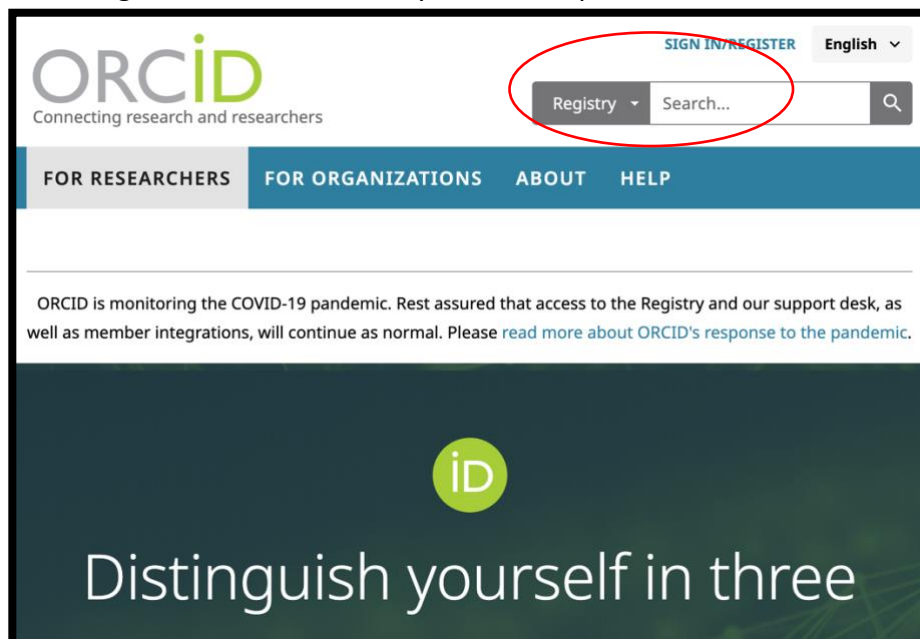 ORCID
Connecting research and researchers
SIGN IN/REGISTER
English
Registry
Search...
FOR RESEARCHERS FOR ORGANIZATIONS ABOUT HELP
ORCID is monitoring the COVID-19 pandemic. Rest assured that access to the Registry and our support desk, as
well as member integrations, will continue as normal. Please read more about ORCID's response to the pandemic.
iD
Distinguish yourself in three